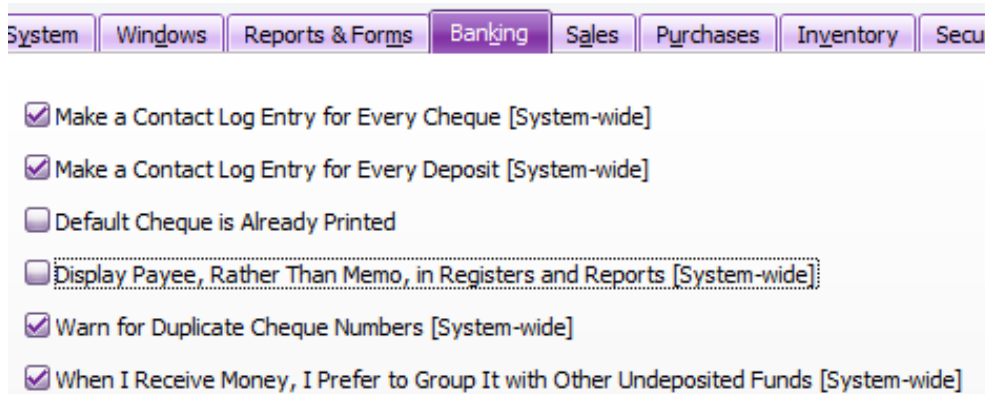 System Windows Reports & Forms Banking Sales Purchases Inventory Secu
Make a Contact Log Entry for Every Cheque [System-wide]
Make a Contact Log Entry for Every Deposit [System-wide]
Default Cheque is Already Printed
Display Payee, Rather Than Memo, in Registers and Reports [System-wide]
Warn for Duplicate Cheque Numbers [System-wide]
When I Receive Money, I Prefer to Group It with Other Undeposited Funds [System-wide]